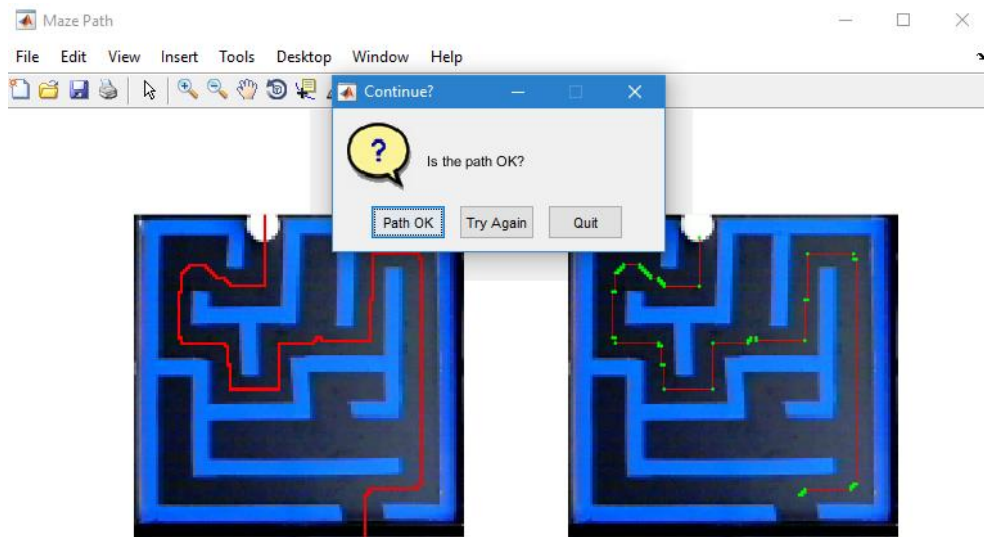 Maze Path
File Edit View Insert Tools Desktop Window Help
Continue?
?
Is the path OK?
Path OK Try Again Quit